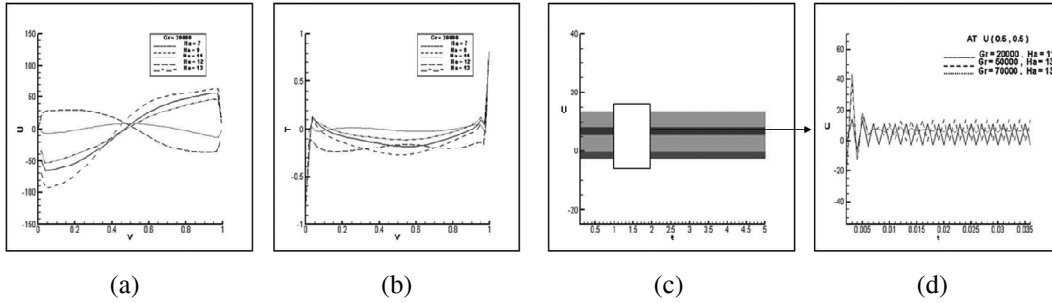 Gr = 20000
Ha = 7
Ha = 9
Ha = 11
Ha = 12
Ha = 13
150
100
50
0
-50
-100
-150
U
0
0.2
0.4
0.6
0.8
1
Y
(a)
Gr = 20000
Ha = 7
Ha = 9
Ha = 11
Ha = 12
Ha = 13
1
0.5
0
-0.5
-1
T
0
0.2
0.4
0.6
0.8
1
Y
(b)
40
20
0
-20
U
0.5
1
1.5
2
2.5
3
3.5
4
4.5
5
t
(c)
AT U ( 0.5 , 0.5 )
Gr= 20000 , Ha= 1
Gr= 50000 , Ha= 13
Gr= 70000 , Ha= 13
60
40
20
0
-20
-40
U
0.005
0.01
0.015
0.02
0.025
0.03
0.035
t
(d)